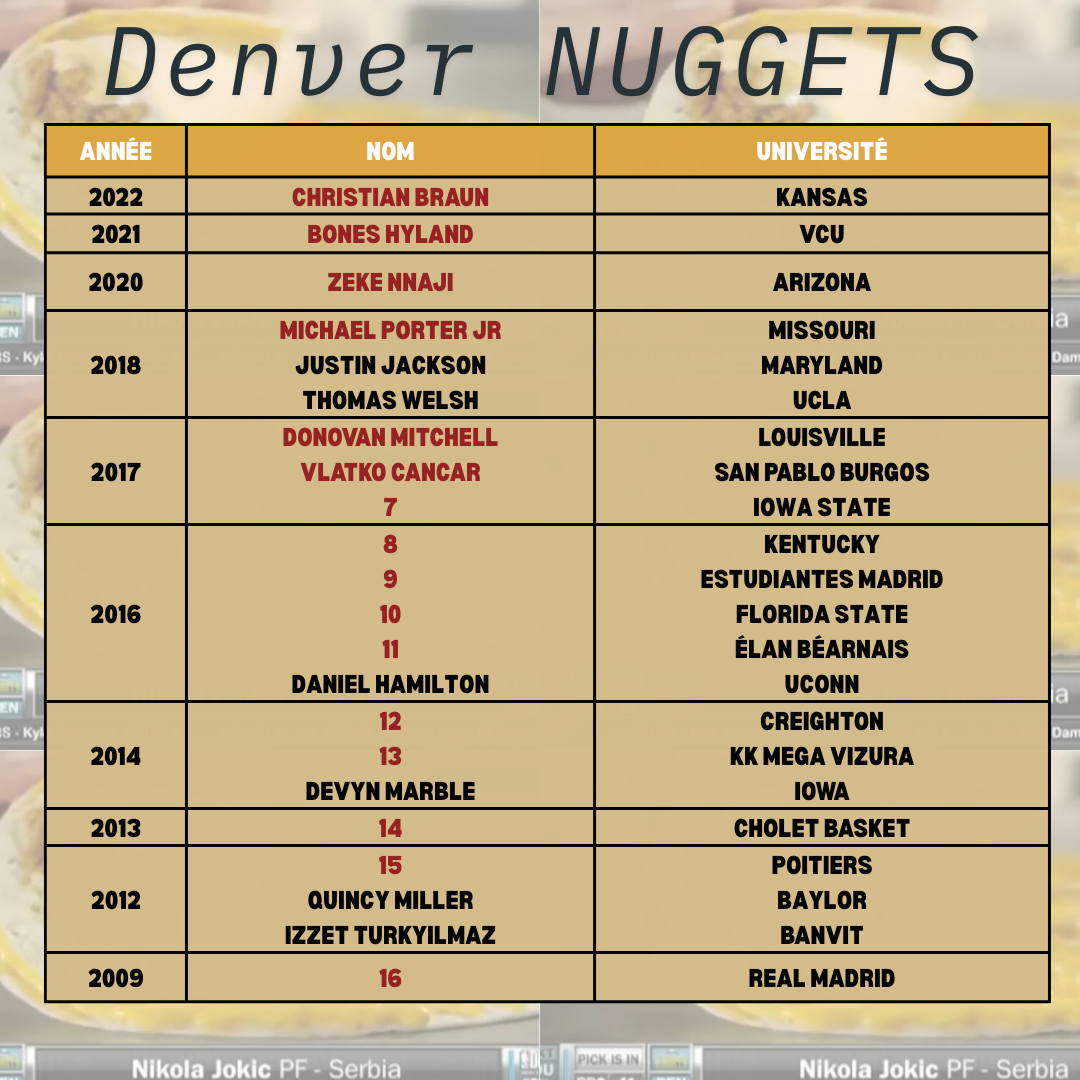 Denver NUGGETS
ANNÉE NOM UNIVERSITÉ
2022 CHRISTIAN BRAUN KANSAS
2021 BONES HYLAND VCU
2020 ZEKE NNAJI ARIZONA
MICHAEL PORTER JR MISSOURI
2018 JUSTIN JACKSON MARYLAND
THOMAS WELSH UCLA
DONOVAN MITCHELL LOUISVILLE
2017 VLATKO CANCAR SAN PABLO BURGOS
7 IOWA STATE
8 KENTUCKY
9 ESTUDIANTES MADRID
2016 10 FLORIDA STATE
11 ÉLAN BÉARNAIS
DANIEL HAMILTON UCONN
12 CREIGHTON
2014 13 KK MEGA VIZURA
DEVYN MARBLE IOWA
2013 14 CHOLET BASKET
15 POITIERS
2012 QUINCY MILLER BAYLOR
IZZET TURKYILMAZ BANVIT
2009 16 REAL MADRID
PICK IS IN
Nikola Jokic PF - Serbia Nikola Jokic PF - Serbia